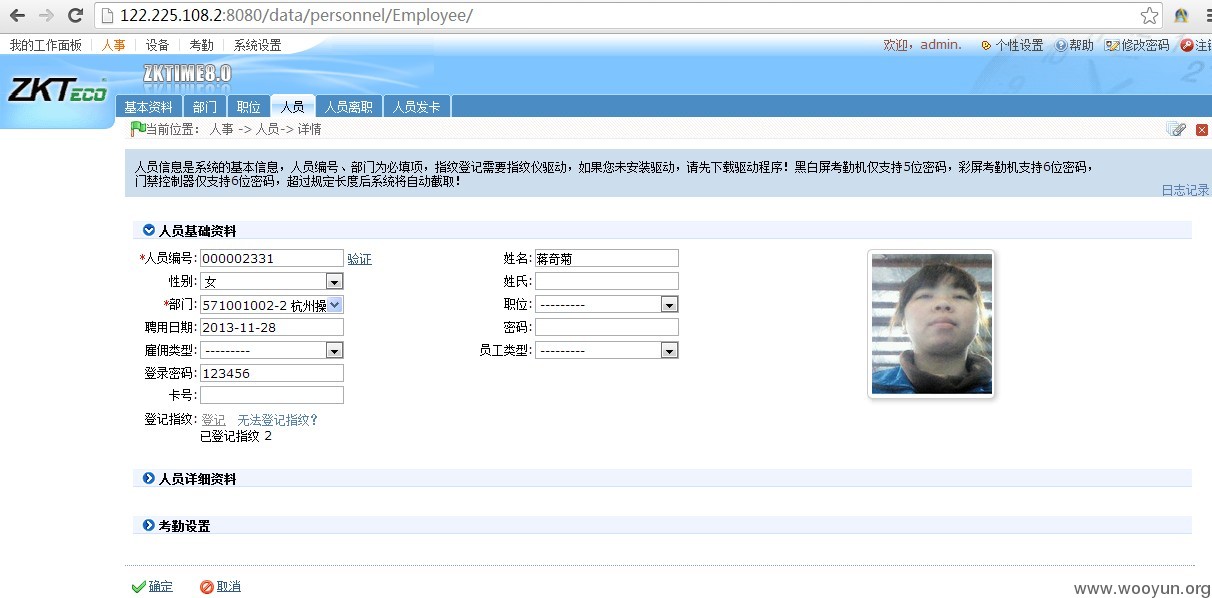 122.225.108.2:8080/data/personnel/Employee/
我的工作面板 人事 设备 考勤 系统设置 欢迎，admin. 个性设置 帮助 修改密码 注销
ZKTECO ZKTIME8.0
基本资料 部门 职位 人员 人员离职 人员发卡
当前位置： 人事 -> 人员-> 详情
人员信息是系统的基本信息，人员编号、部门为必填项，指纹登记需要指纹仪驱动，如果您未安装驱动，请先下载驱动程序！黑白屏考勤机仅支持5位密码，彩屏考勤机支持6位密码，
门禁控制器仅支持6位密码，超过规定长度后系统将自动截取！
日志记录
人员基础资料
*人员编号: 000002331 验证 姓名: 蒋奇菊
性别: 女 姓氏:
*部门: 571001002-2 杭州操 职位: ---------
聘用日期: 2013-11-28 密码:
雇佣类型: --------- 员工类型: ---------
登录密码: 123456
卡号:
登记指纹: 登记 无法登记指纹?
已登记指纹 2
人员详细资料
考勤设置
确定 取消
www.wooyun.org